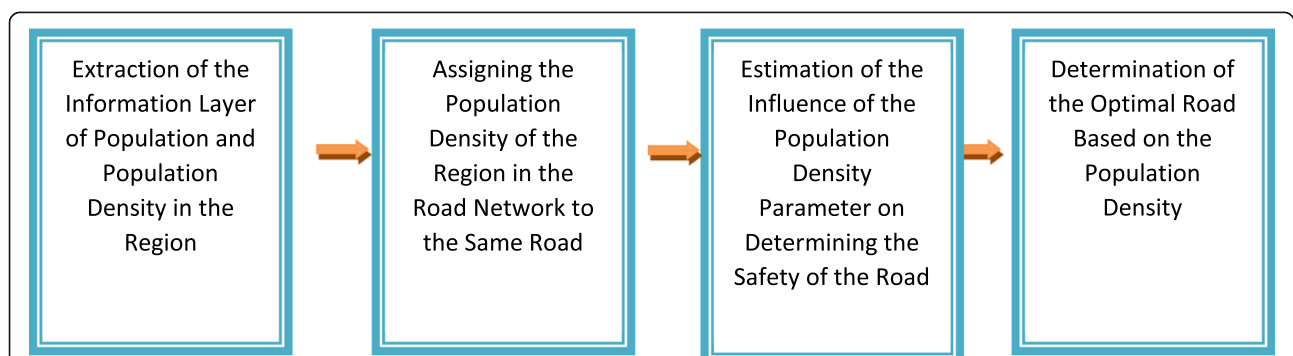 Extraction of the
Information Layer
of Population and
Population
Density in the
Region
Assigning the
Population
Density of the
Region in the
Road Network to
the Same Road
Estimation of the
Influence of the
Population
Density
Parameter on
Determining the
Safety of the Road
Determination of
the Optimal Road
Based on the
Population
Density